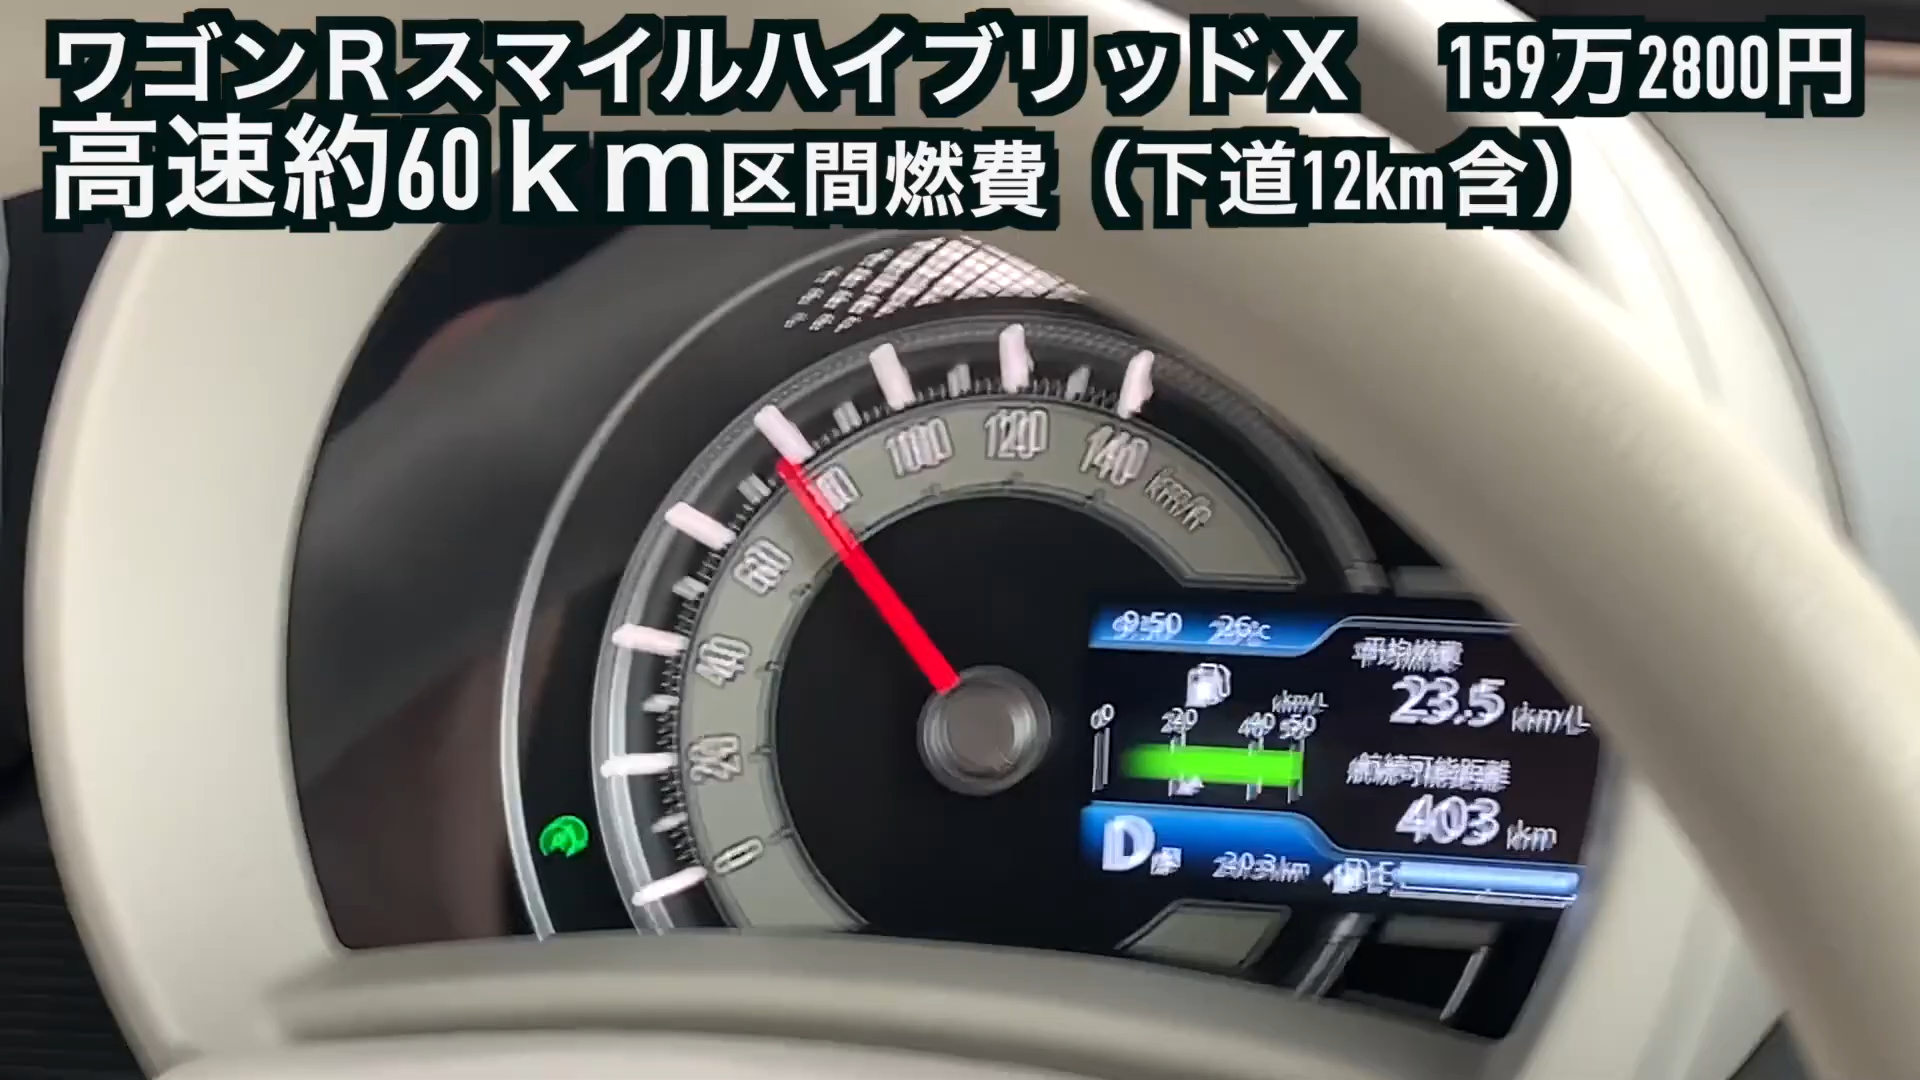 ワゴンRスマイルハイブリッドX 159万2800円
高速約60km区間燃費（下道12km含）
0
20
40
60
80
100
120
140
km/h
9:50 26℃
平均燃費
23.5 km/L
km/L
0 20 40 50
航続可能距離
403 km
D
203km
E